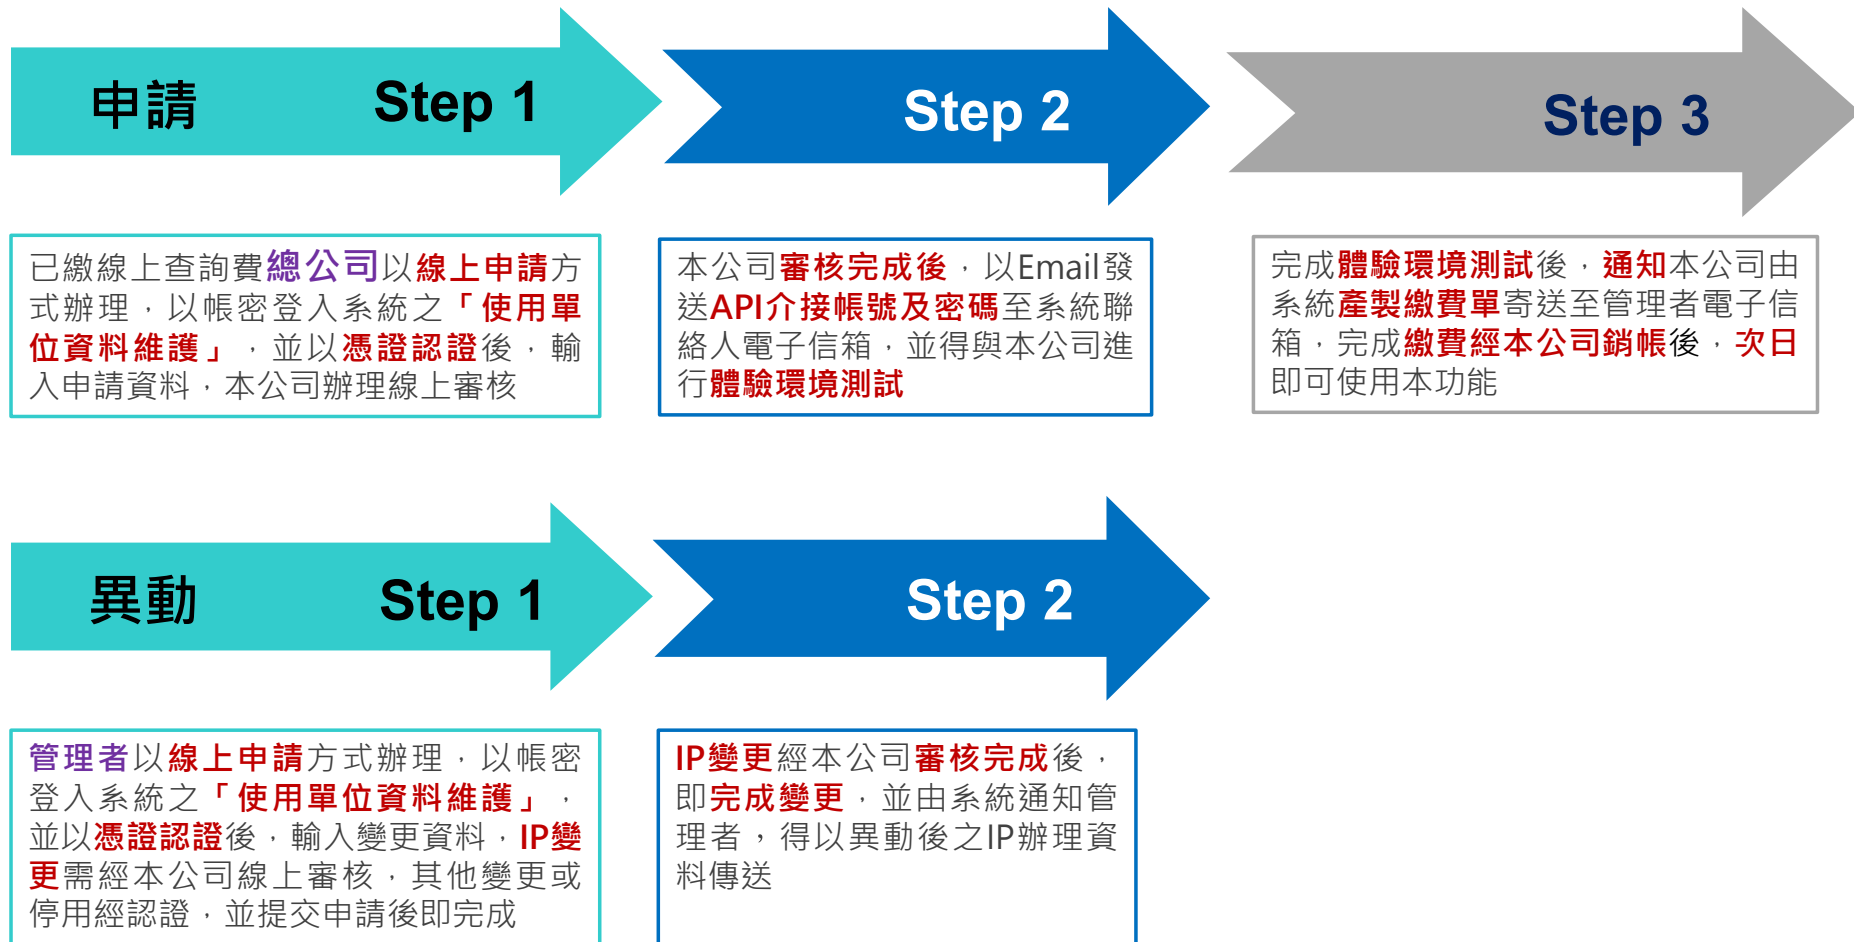 申請 Step 1
Step 2
Step 3
已繳線上查詢費總公司以線上申請方
式辦理，以帳密登入系統之「使用單
位資料維護」，並以憑證認證後，輸
入申請資料，本公司辦理線上審核
本公司審核完成後，以Email發
送API介接帳號及密碼至系統聯
絡人電子信箱，並得與本公司進
行體驗環境測試
完成體驗環境測試後，通知本公司由
系統產製繳費單寄送至管理者電子信
箱，完成繳費經本公司銷帳後，次日
即可使用本功能
異動 Step 1
Step 2
管理者以線上申請方式辦理，以帳密
登入系統之「使用單位資料維護」，
並以憑證認證後，輸入變更資料，IP變
更需經本公司線上審核，其他變更或
停用經認證，並提交申請後即完成
IP變更經本公司審核完成後，
即完成變更，並由系統通知管
理者，得以異動後之IP辦理資
料傳送